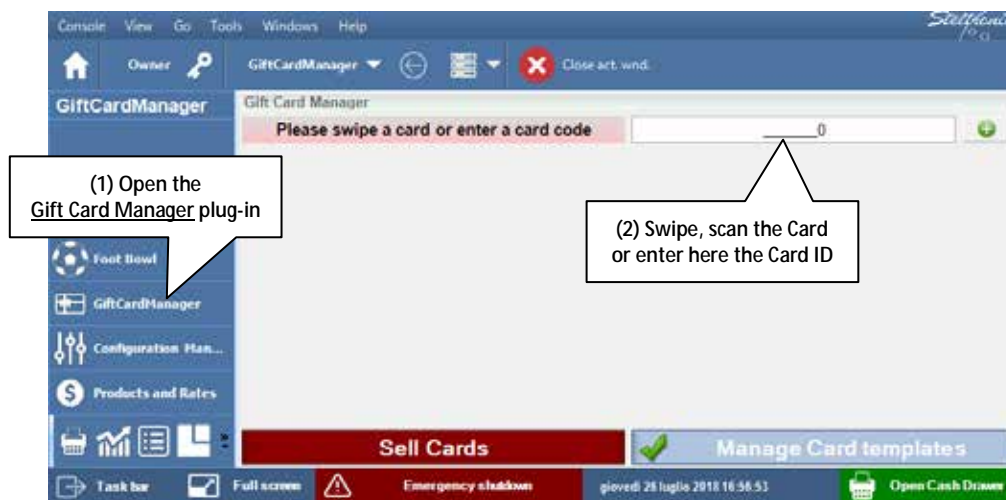 Console View Go Tools Windows Help
Owner GiftCardManager Close act. wnd.
GiftCardManager
Gift Card Manager
Please swipe a card or enter a card code
0
(1) Open the
Gift Card Manager plug-in
(2) Swipe, scan the Card
or enter here the Card ID
Foot Bowl
GiftCardManager
Configuration Man...
Products and Rates
Sell Cards
Manage Card templates
Task bar Full screen Emergency shutdown 2018 16:56:53 Open Cash Drawer